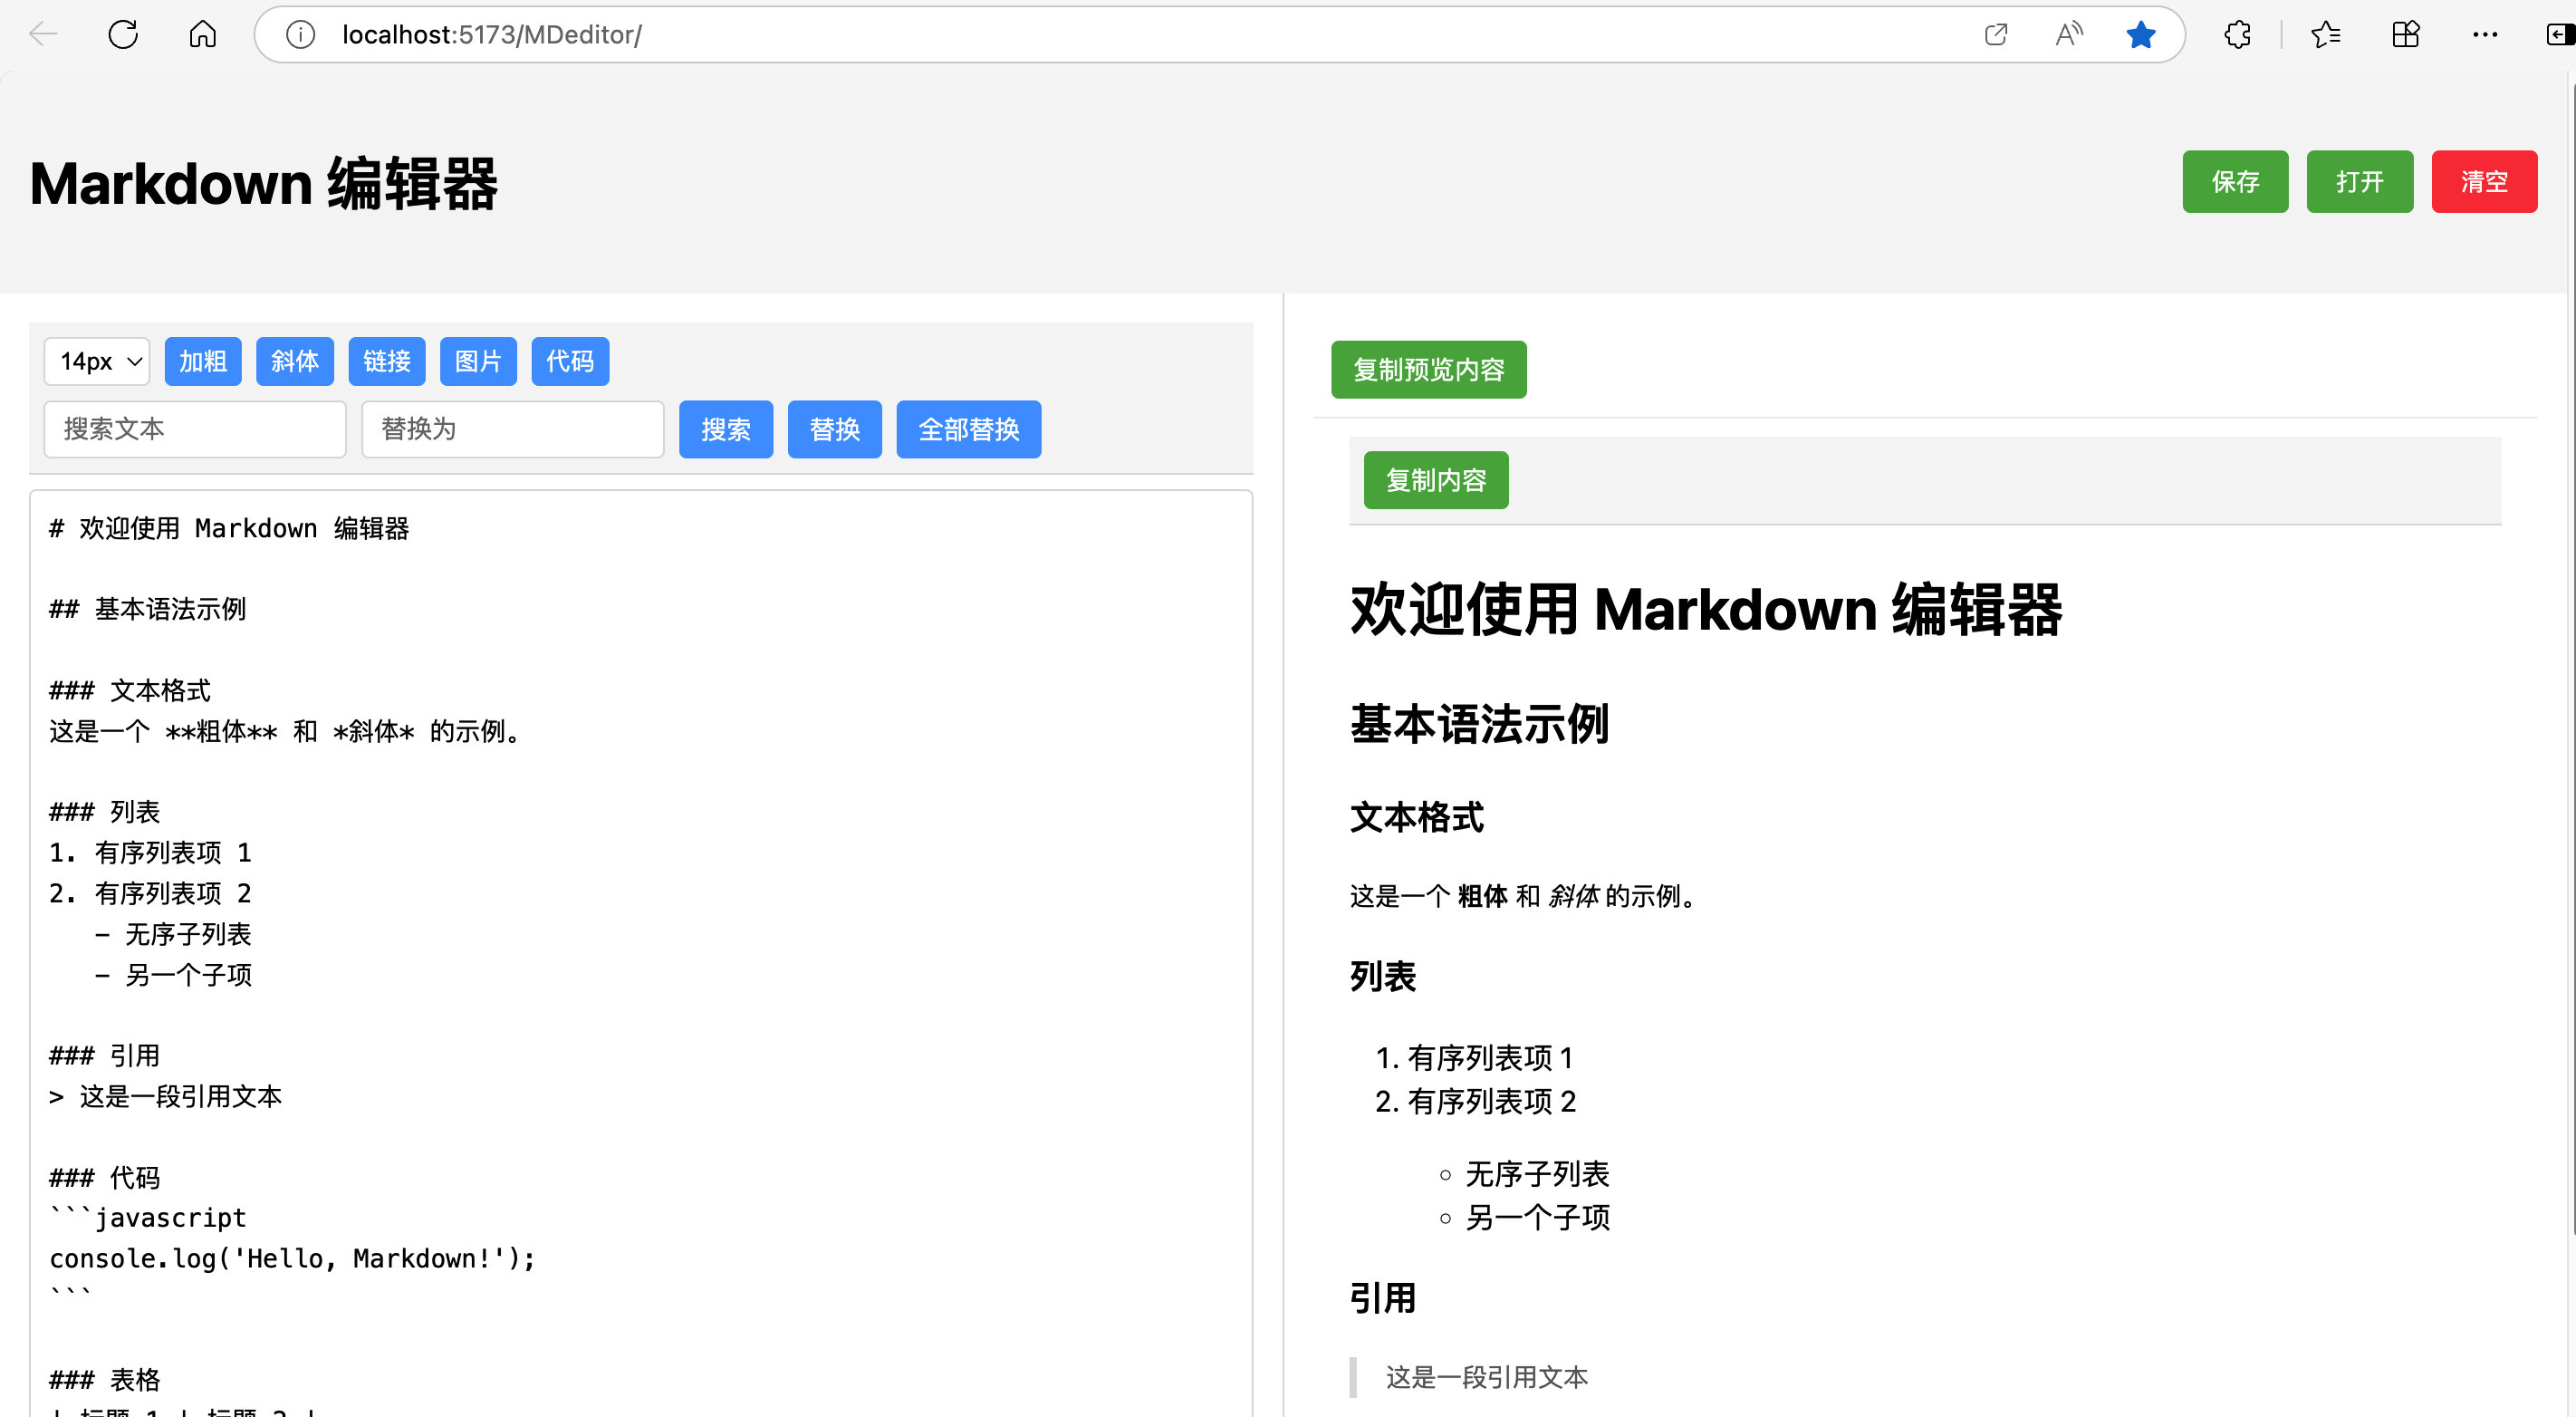 localhost:5173/MDeditor/
Markdown 编辑器
保存 打开 清空
14px 加粗 斜体 链接 图片 代码
搜索文本 替换为 搜索 替换 全部替换
# 欢迎使用 Markdown 编辑器
## 基本语法示例
### 文本格式
这是一个 **粗体** 和 *斜体* 的示例。
### 列表
1. 有序列表项 1
2. 有序列表项 2
- 无序子列表
- 另一个子项
### 引用
> 这是一段引用文本
### 代码
```javascript
console.log('Hello, Markdown!');
```
### 表格
| 标题 1 | 标题 2 |
复制预览内容
复制内容
欢迎使用 Markdown 编辑器
基本语法示例
文本格式
这是一个 粗体 和 斜体 的示例。
列表
1. 有序列表项 1
2. 有序列表项 2
○ 无序子列表
○ 另一个子项
引用
这是一段引用文本